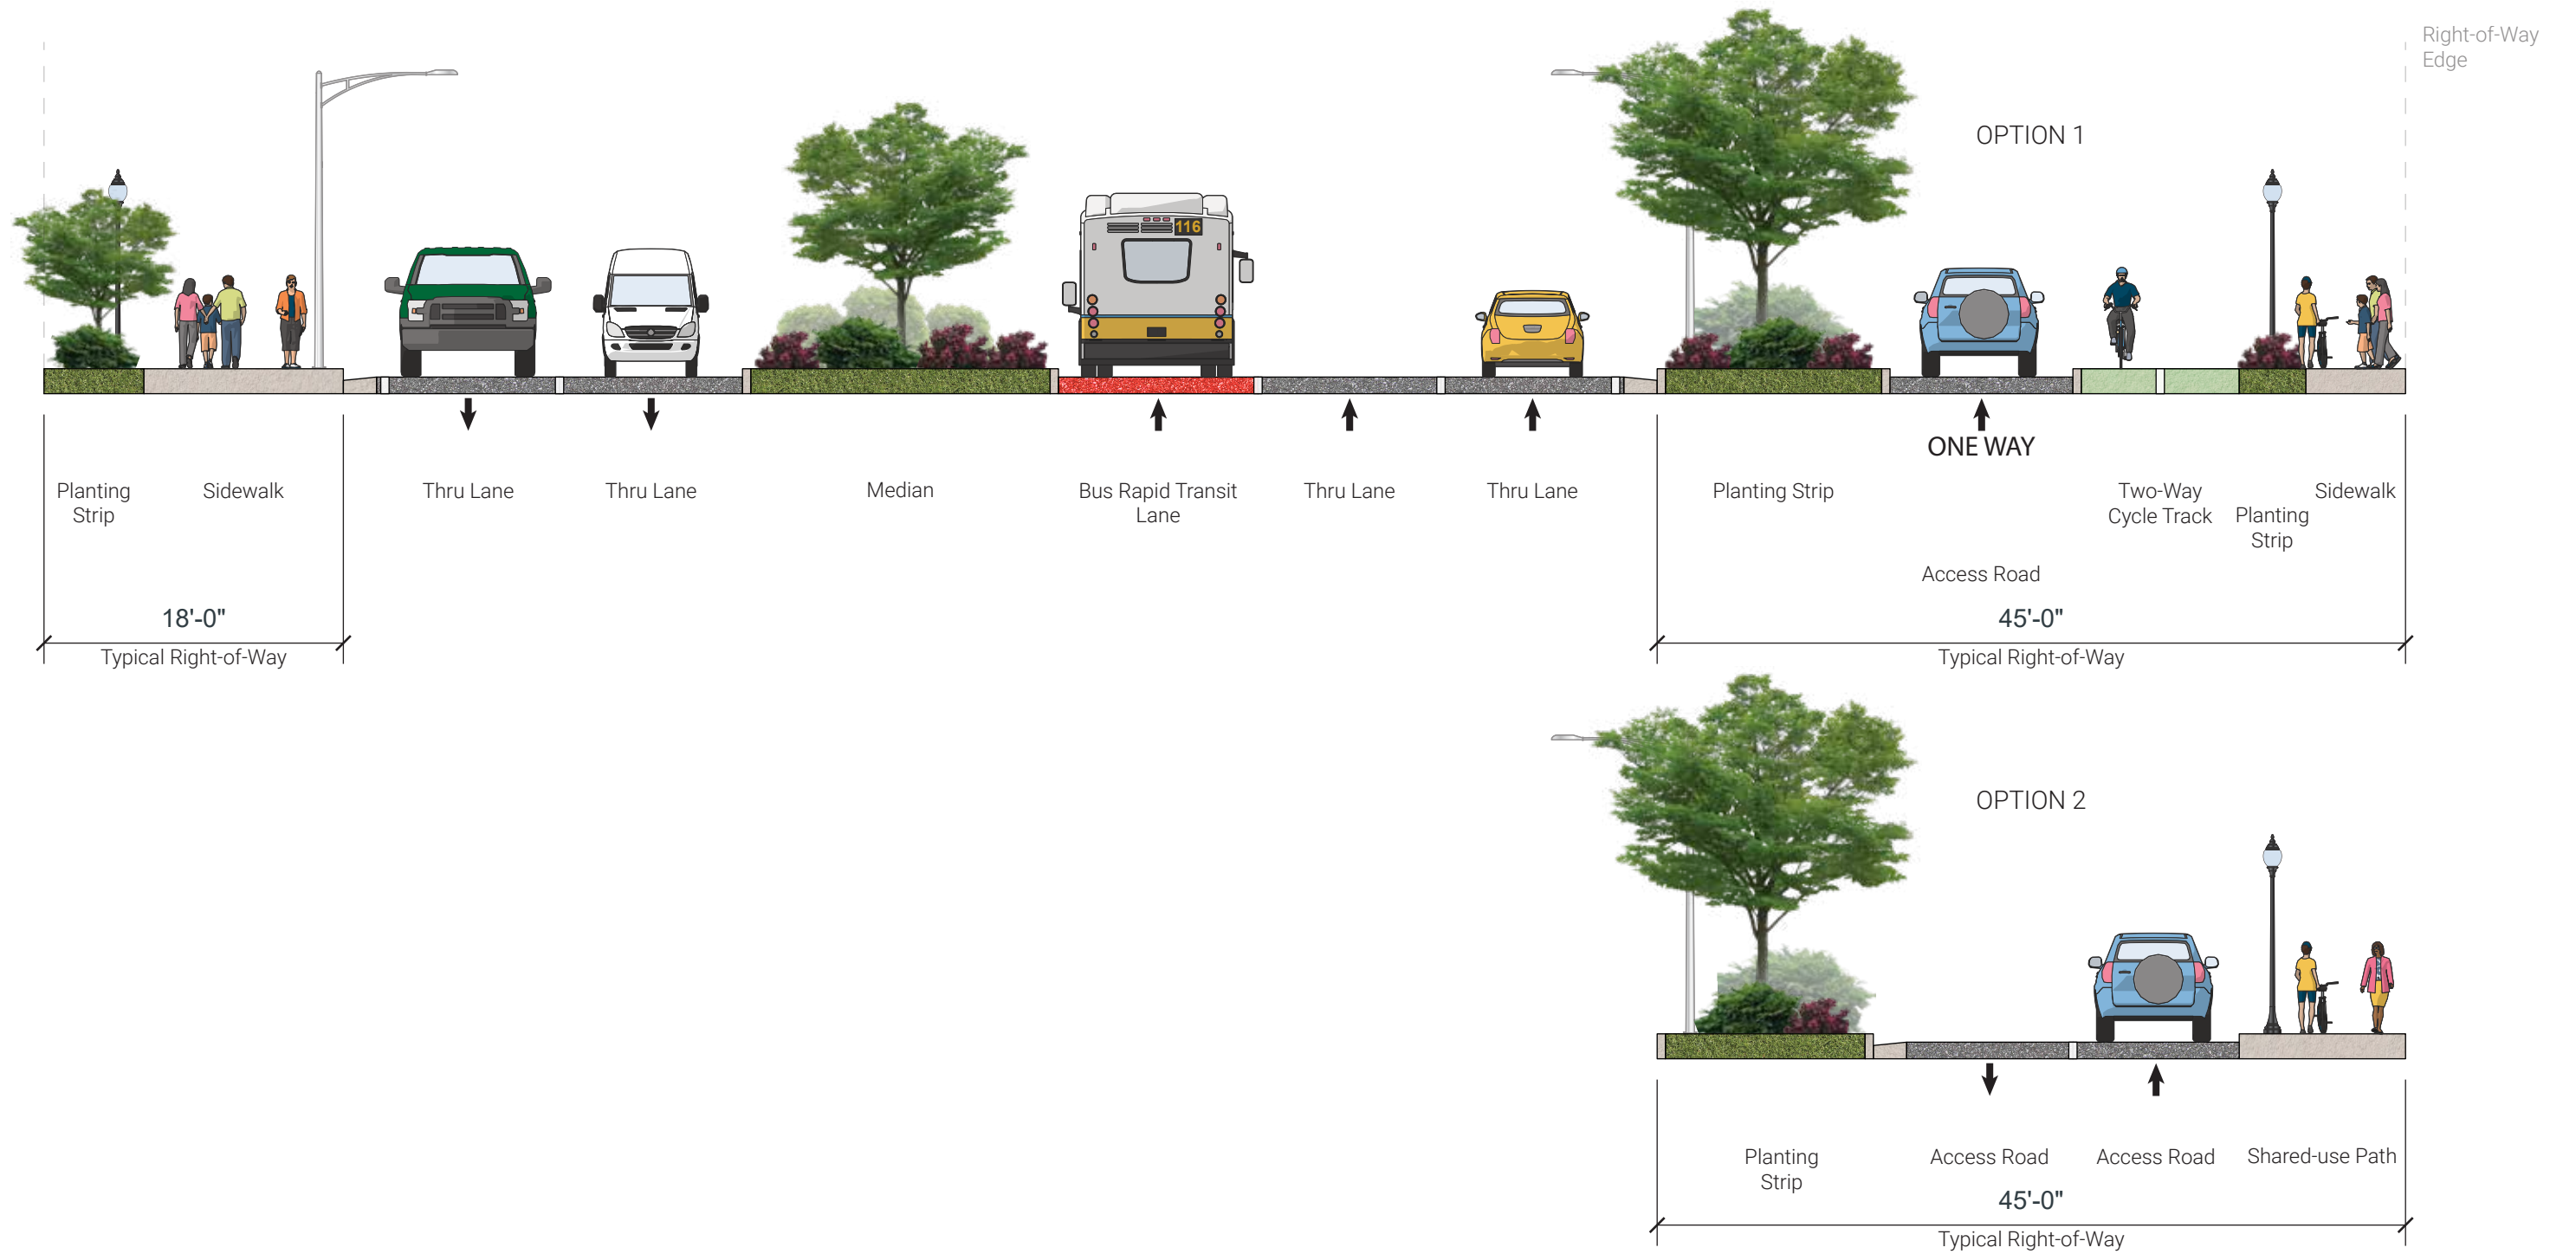 Right-of-Way
Edge
OPTION 1
116
ONE WAY
Planting
Strip
Sidewalk
Thru Lane
Thru Lane
Median
Bus Rapid Transit
Lane
Thru Lane
Thru Lane
Planting Strip
Access Road
Two-Way
Cycle Track
Planting
Strip
Sidewalk
18'-0"
Typical Right-of-Way
45'-0"
Typical Right-of-Way
OPTION 2
Planting
Strip
Access Road
Access Road
Shared-use Path
45'-0"
Typical Right-of-Way